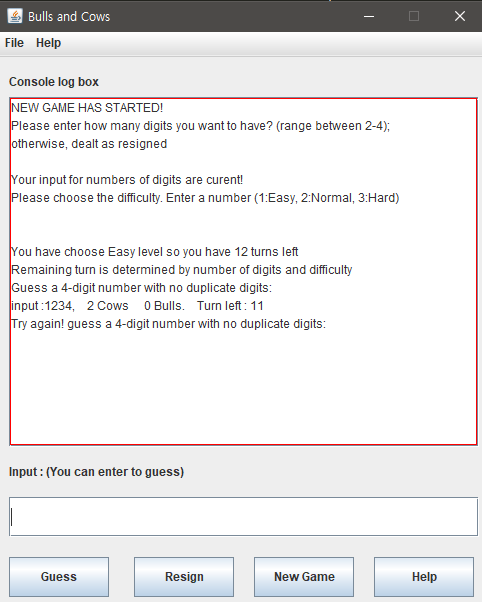 Bulls and Cows
File Help
Console log box
NEW GAME HAS STARTED!
Please enter how many digits you want to have? (range between 2-4);
otherwise, dealt as resigned
Your input for numbers of digits are curent!
Please choose the difficulty. Enter a number (1:Easy, 2:Normal, 3:Hard)
You have choose Easy level so you have 12 turns left
Remaining turn is determined by number of digits and difficulty
Guess a 4-digit number with no duplicate digits:
input :1234, 2 Cows 0 Bulls. Turn left : 11
Try again! guess a 4-digit number with no duplicate digits:
Input : (You can enter to guess)
Guess Resign New Game Help